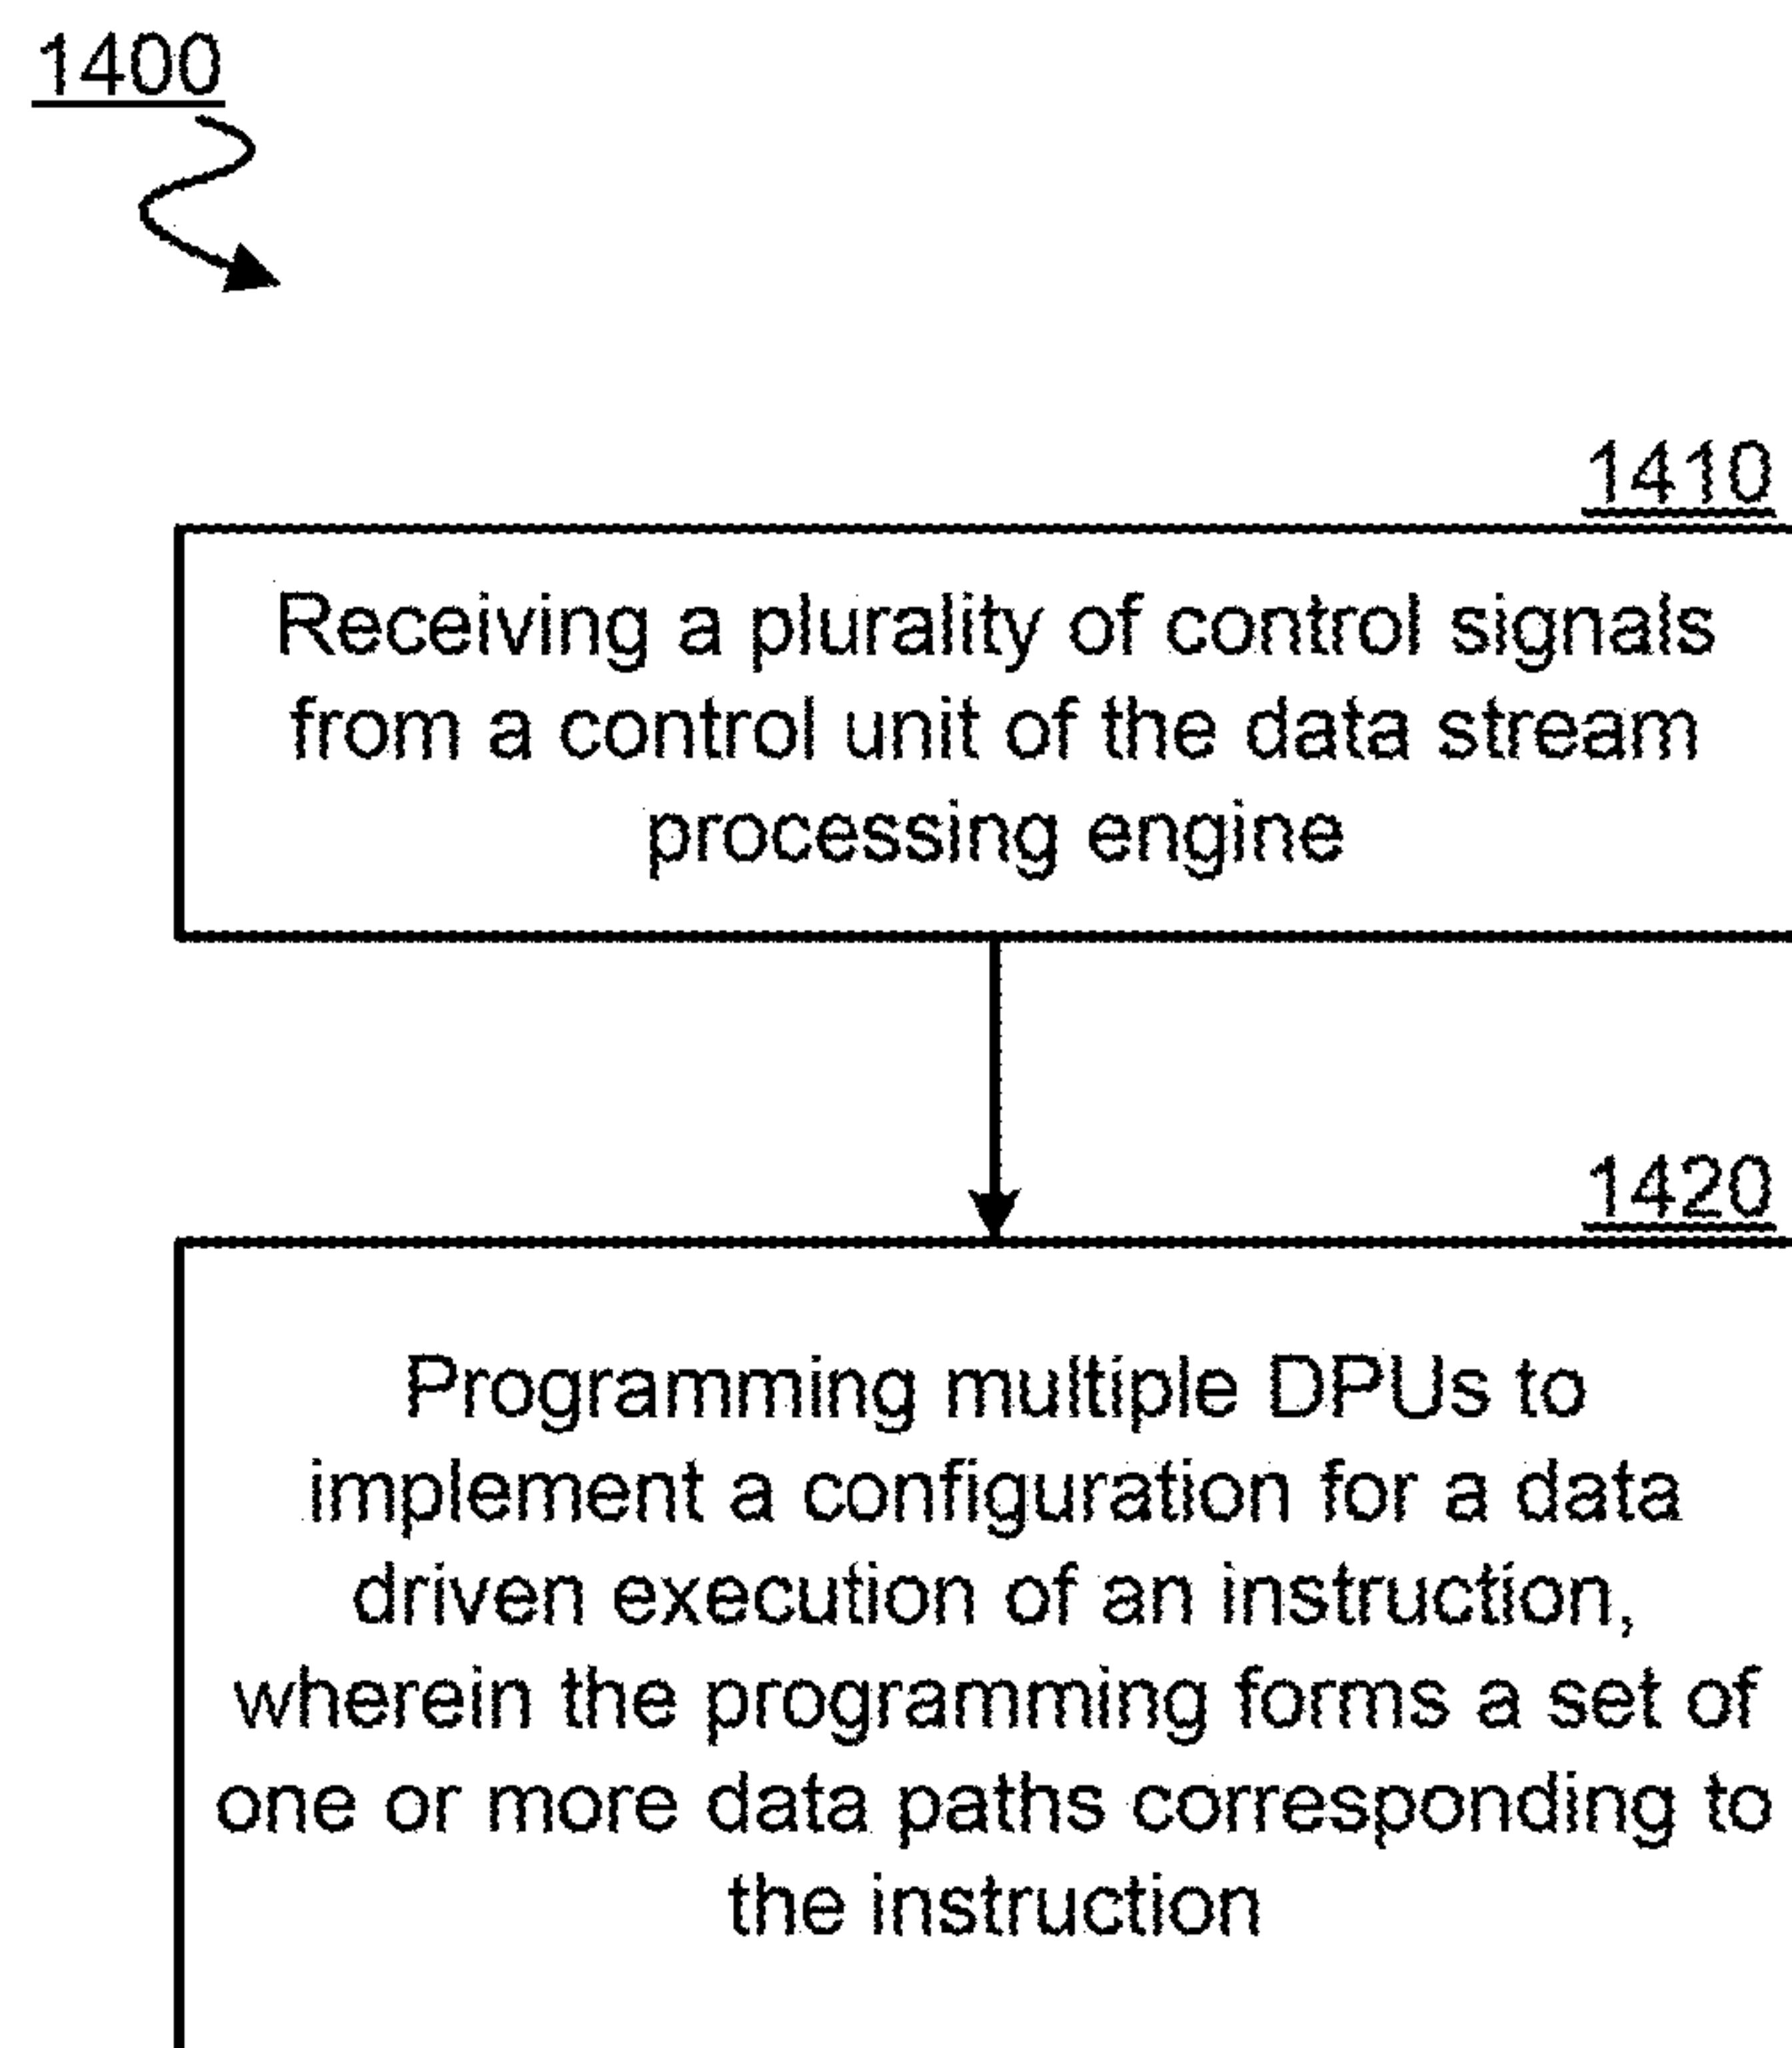 1400
1410
Receiving a plurality of control signals
from a control unit of the data stream
processing engine
1420
Programming multiple DPUs to
implement a configuration for a data
driven execution of an instruction,
wherein the programming forms a set of
one or more data paths corresponding to
the instruction